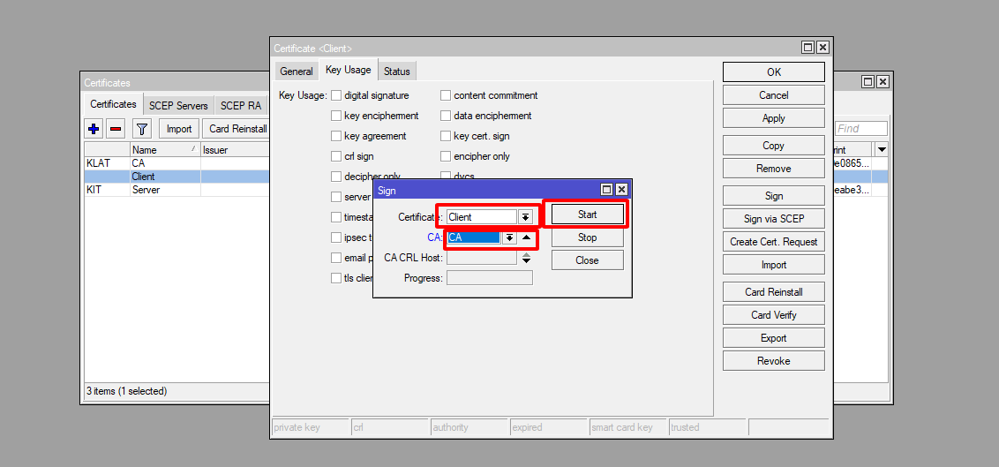 Certificate <Client>
General Key Usage Status
Key Usage: digital signature content commitment
key enciphement data enciphement
key agreement key cert. sign
crl sign encipher only
decipher only dvcs
server
timesta
ipsec t
email p
tls clien
OK
Cancel
Apply
Copy
Remove
Sign
Sign via SCEP
Create Cert. Request
Import
Card Reinstall
Card Verify
Export
Revoke
private key crl authority expired smart card key trusted
Sign
Certificate: Client
CA: CA
CA CRL Host:
Progress:
Start
Stop
Close
Certificates
Certificates SCEP Servers SCEP RA
Import Card Reinstall Find
Name Issuer rint
KLAT CA e0865...
Client
KIT Server eabe3...
3 items (1 selected)